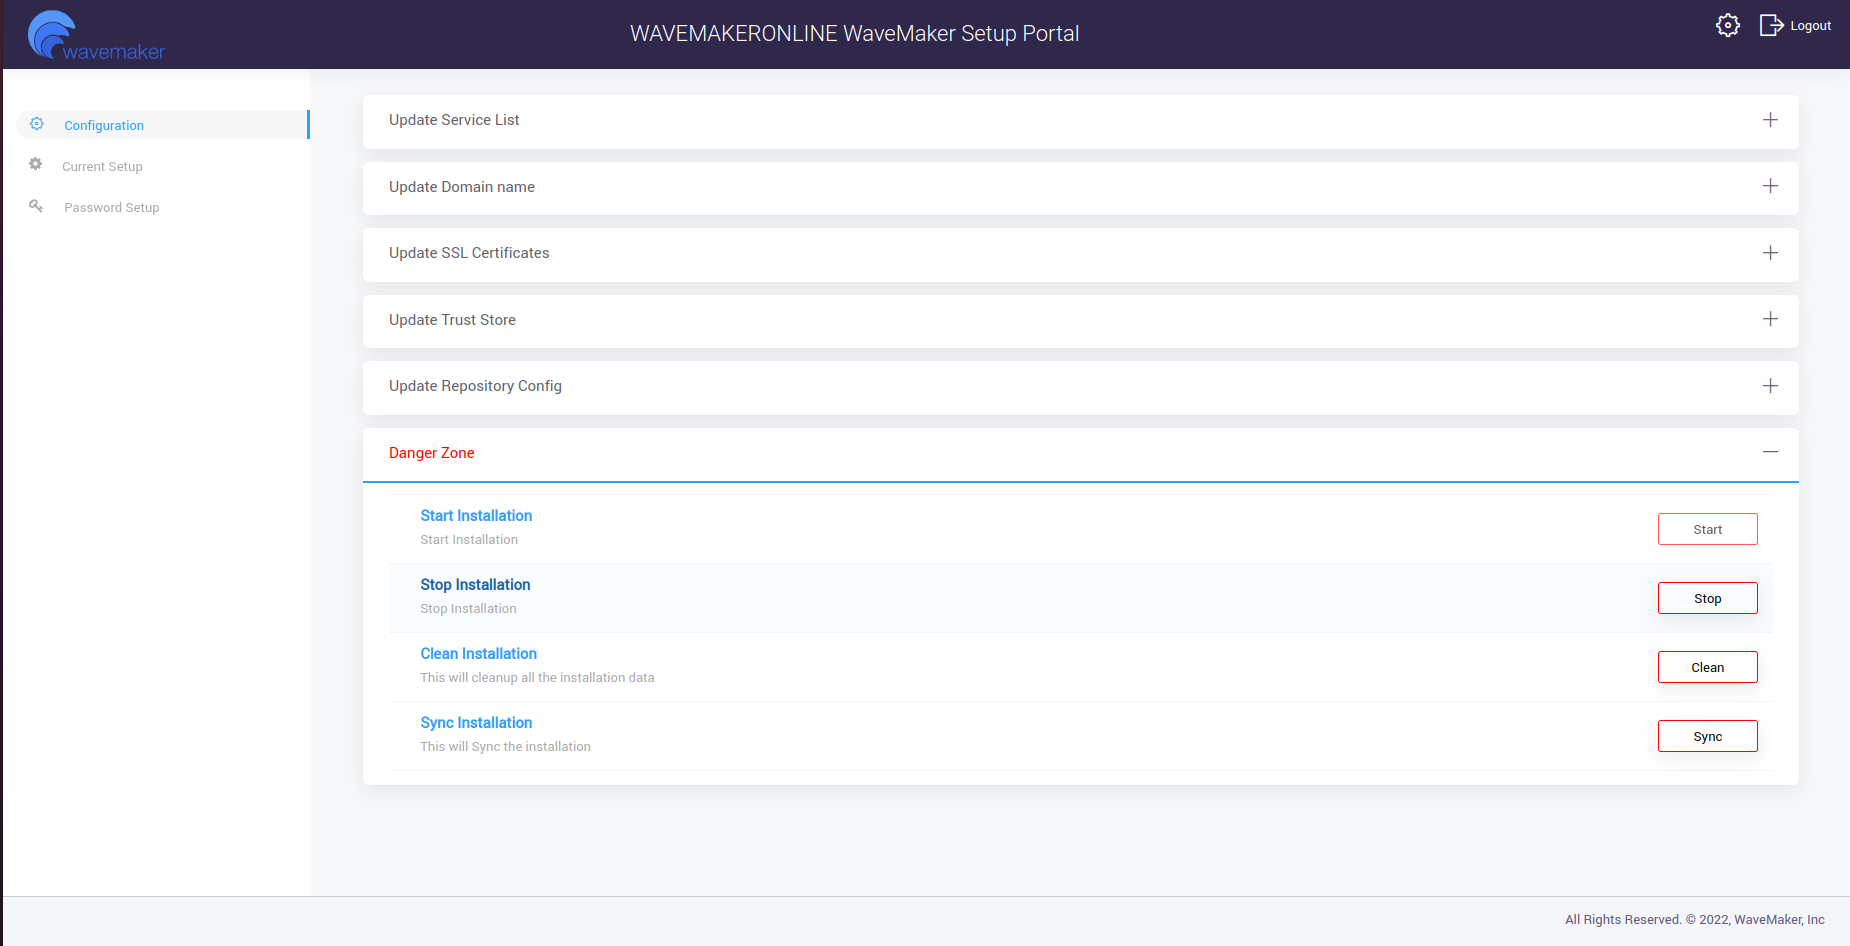 wavemaker
WAVEMAKERONLINE WaveMaker Setup Portal
Logout
Configuration
Current Setup
Password Setup
Update Service List
Update Domain name
Update SSL Certificates
Update Trust Store
Update Repository Config
Danger Zone
Start Installation
Start Installation
Start
Stop Installation
Stop Installation
Stop
Clean Installation
This will cleanup all the installation data
Clean
Sync Installation
This will Sync the installation
Sync
All Rights Reserved. © 2022, WaveMaker, Inc